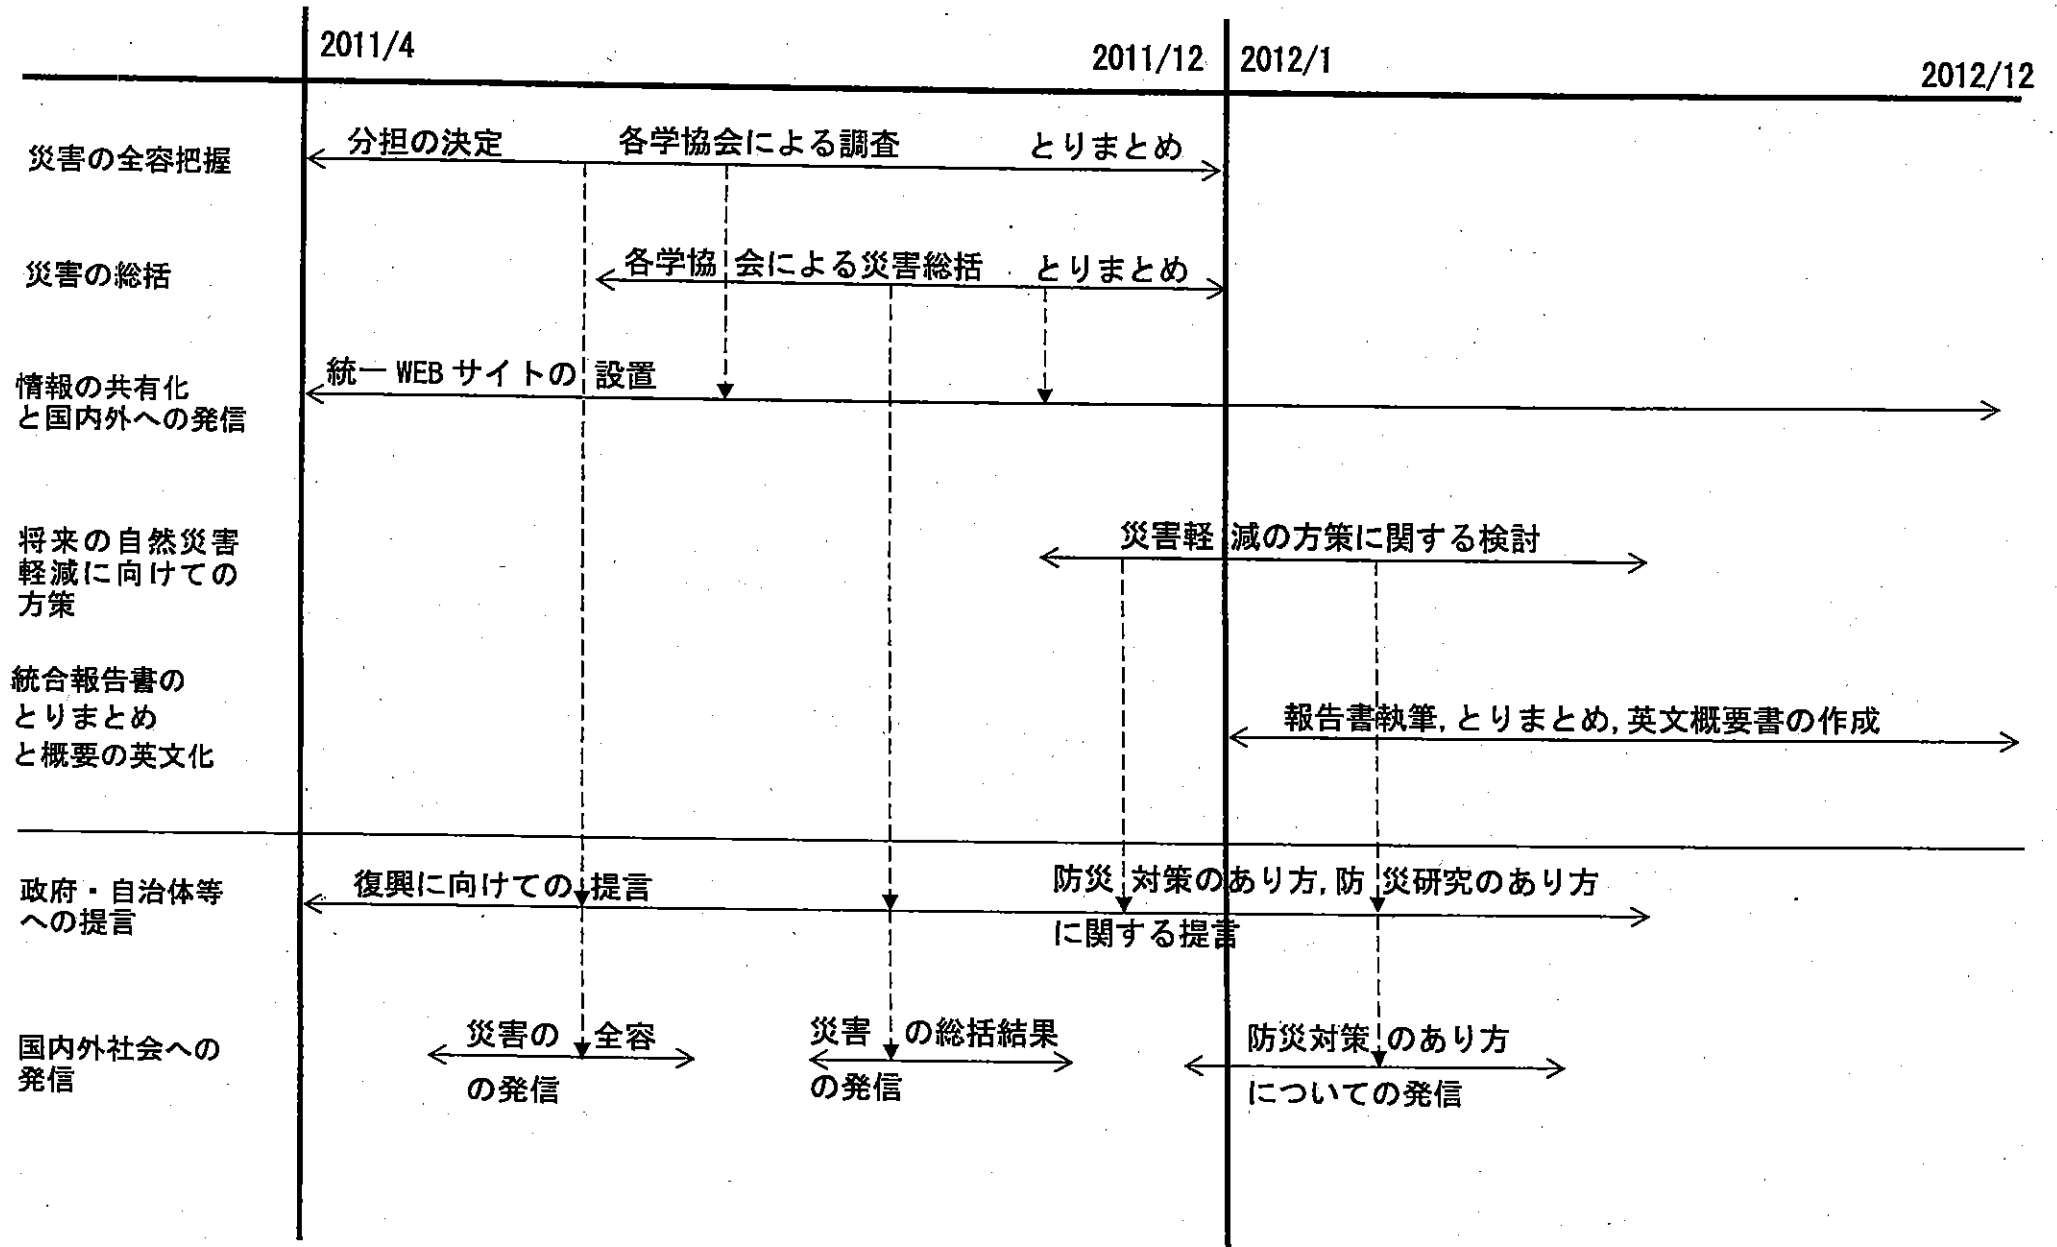 2011/4
2011/12
2012/1
2012/12
災害の全容把握
分担の決定
各学協会による調査
とりまとめ
災害の総括
各学協会による災害総括
とりまとめ
情報の共有化
と国内外への発信
統一WEBサイトの設置
将来の自然災害
軽減に向けての
方策
災害軽減の方策に関する検討
統合報告書の
とりまとめ
と概要の英文化
報告書執筆,とりまとめ,英文概要書の作成
政府・自治体等
への提言
復興に向けての提言
防災対策のあり方,防災研究のあり方
に関する提言
国内外社会への
発信
災害の全容
の発信
災害の総括結果
の発信
防災対策のあり方
についての発信